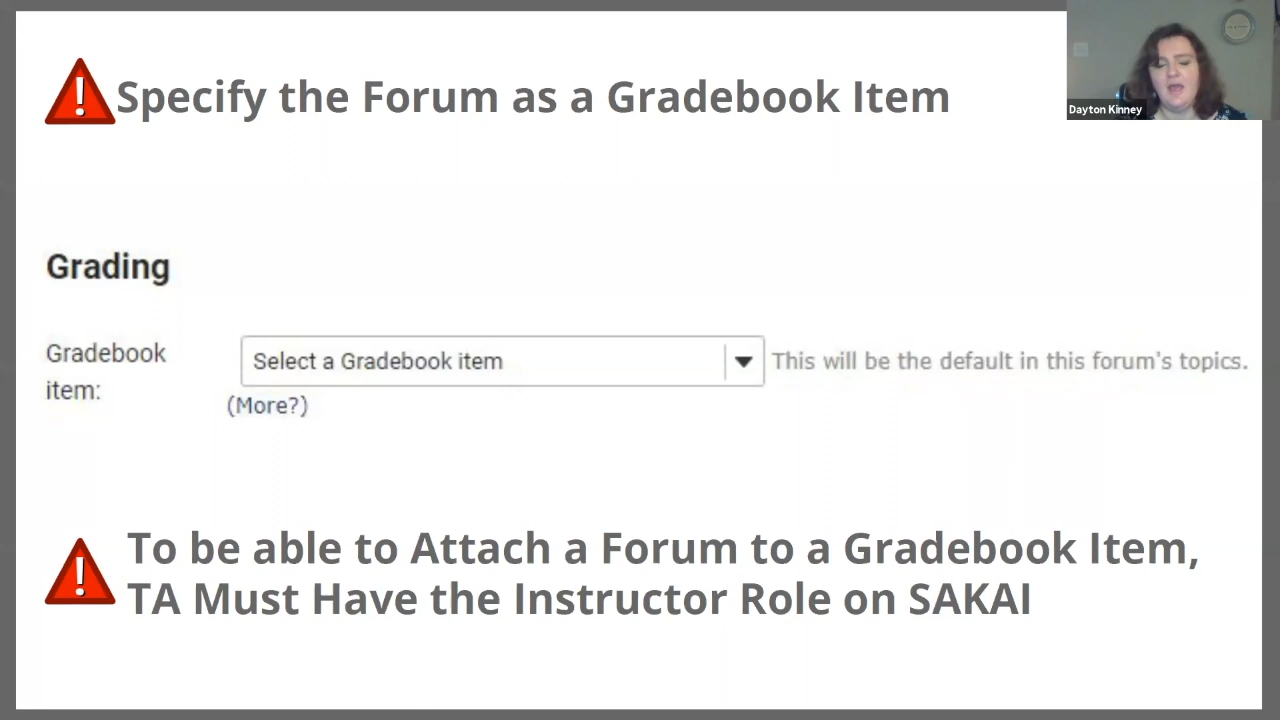 Specify the Forum as a Gradebook Item
Dayton Kinney
Grading
Gradebook
item:
Select a Gradebook item
This will be the default in this forum's topics.
(More?)
To be able to Attach a Forum to a Gradebook Item,
TA Must Have the Instructor Role on SAKAI